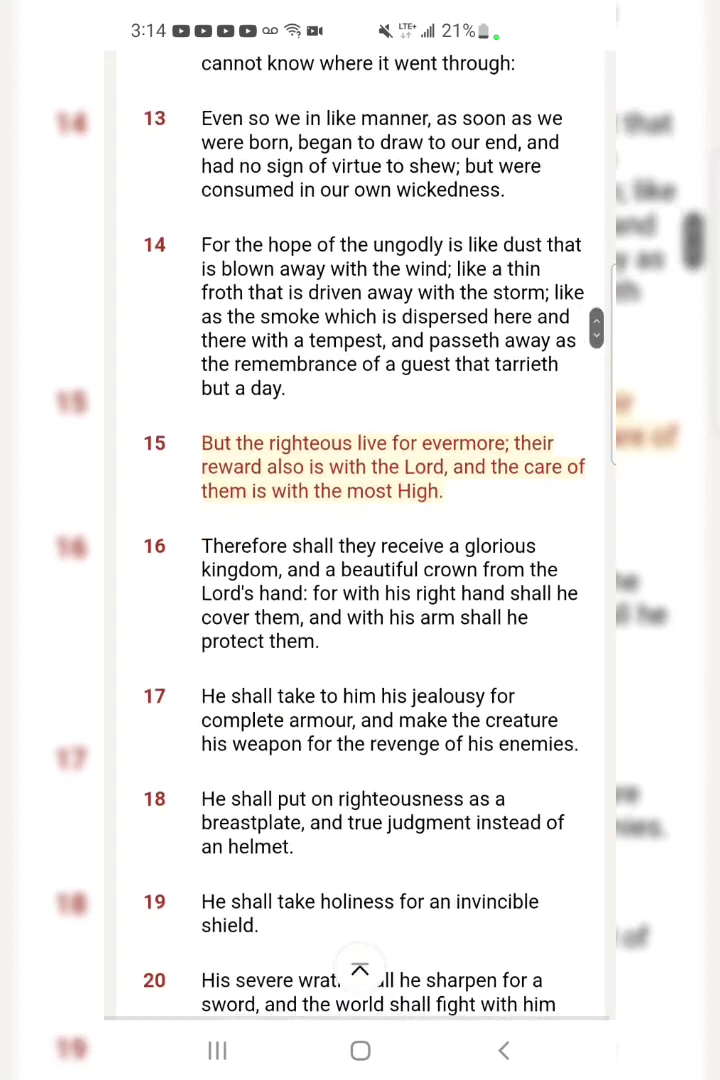 3:14
LTE+
21%
cannot know where it went through:
13 Even so we in like manner, as soon as we
were born, began to draw to our end, and
had no sign of virtue to shew; but were
consumed in our own wickedness.
14 For the hope of the ungodly is like dust that
is blown away with the wind; like a thin
froth that is driven away with the storm; like
as the smoke which is dispersed here and
there with a tempest, and passeth away as
the remembrance of a guest that tarrieth
but a day.
15 But the righteous live for evermore; their
reward also is with the Lord, and the care of
them is with the most High.
16 Therefore shall they receive a glorious
kingdom, and a beautiful crown from the
Lord's hand: for with his right hand shall he
cover them, and with his arm shall he
protect them.
17 He shall take to him his jealousy for
complete armour, and make the creature
his weapon for the revenge of his enemies.
18 He shall put on righteousness as a
breastplate, and true judgment instead of
an helmet.
19 He shall take holiness for an invincible
shield.
20 His severe he sharpen for a
sword, and the world shall fight with him